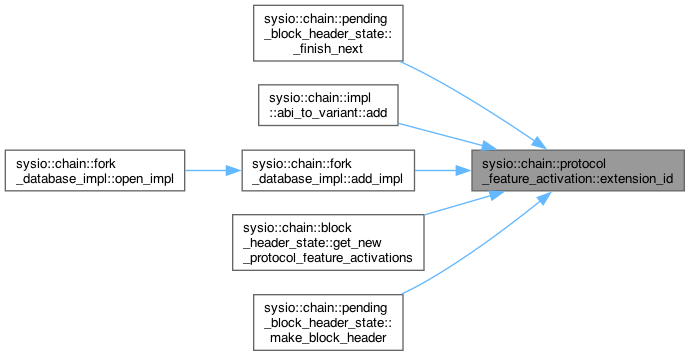 sysio::chain::pending
_block_header_state::
_finish_next
sysio::chain::impl
::abi_to_variant::add
sysio::chain::fork
_database_impl::open_impl
sysio::chain::fork
_database_impl::add_impl
sysio::chain::protocol
_feature_activation::extension_id
sysio::chain::block
_header_state::get_new
_protocol_feature_activations
sysio::chain::pending
_block_header_state::
make_block_header